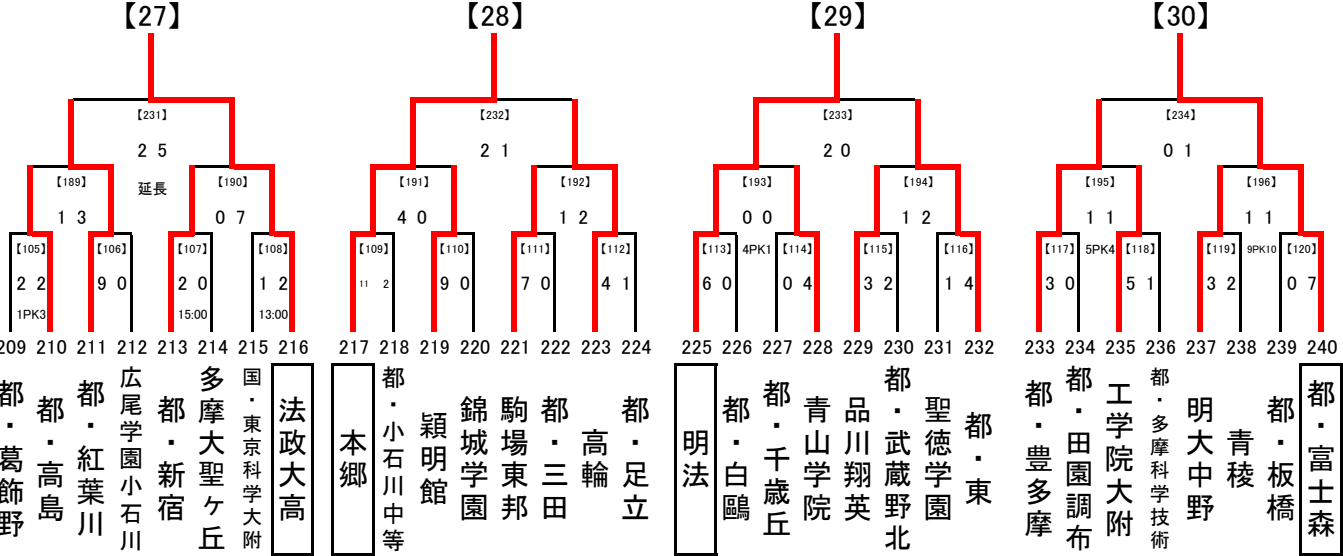 【27】 【28】 【29】 【30】
【231】 【232】 【233】 【234】
2 5 2 1 2 0 0 1
【189】 延長 【190】 【191】 【192】 【193】 【194】 【195】 【196】
1 3 0 7 4 0 1 2 0 0 1 2 1 1 1 1
【105】 【106】 【107】 【108】 【109】 【110】 【111】 【112】 【113】 4PK1 【114】 【115】 【116】 【117】 5PK4 【118】 【119】 9PK10 【120】
2 2 9 0 2 0 1 2 11 2 9 0 7 0 4 1 6 0 0 4 3 2 1 4 3 0 5 1 3 2 0 7
1PK3 15:00 13:00
209 210 211 212 213 214 215 216 217 218 219 220 221 222 223 224 225 226 227 228 229 230 231 232 233 234 235 236 237 238 239 240
都・葛飾野
都・高島
都・紅葉川
広尾学園小石川
都・新宿
多摩大聖ヶ丘
国・東京科学大附
法政大高
本郷
都・小石川中等
穎明館
錦城学園
駒場東邦
都・三田
高輪
都・足立
明法
都・白鷗
都・千歳丘
青山学院
品川翔英
都・武蔵野北
聖徳学園
都・東
都・豊多摩
都・田園調布
工学院大附
都・多摩科学技術
明大中野
青稜
都・板橋
都・富士森